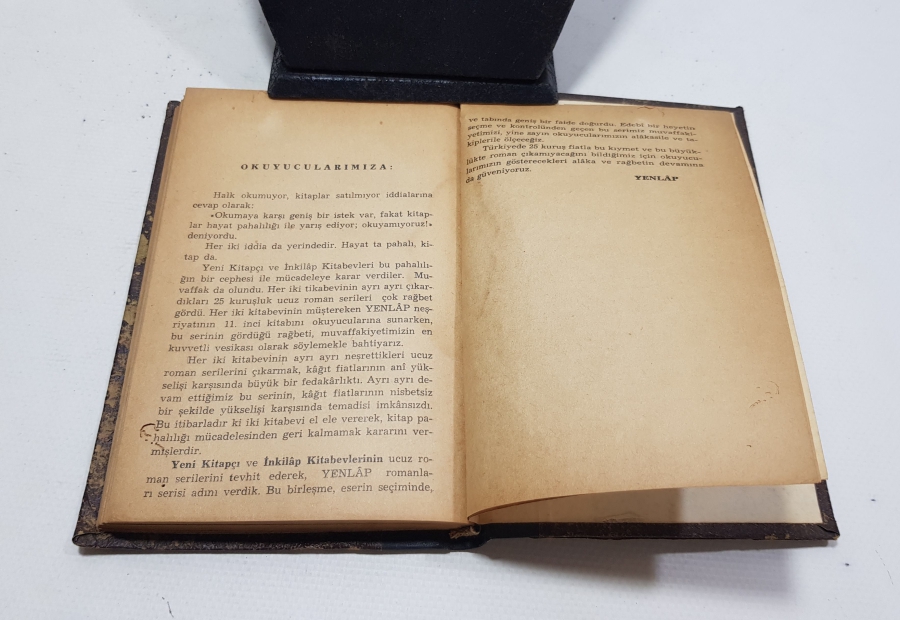 OKUYUCULARIMIZA:
Halk okumuyor, kitaplar satılmıyor iddialarına
cevap olarak:
«Okumaya karşı geniş bir istek var, fakat kitap-
lar hayat pahalılığı ile yarış ediyor; okuyamıyoruz!»
deniyordu.
Her iki iddia da yerindedir. Hayat ta pahalı, ki-
tap da.
Yeni Kitapçı ve İnkilâp Kitabevleri bu pahalılı-
ğın bir cephesi ile mücadeleye karar verdiler. Mu-
vaffak da olundu. Her iki tikabevinin ayrı ayrı çıkar-
dıkları 25 kuruşluk ucuz roman serileri çok rağbet
gördü. Her iki kitabevinin müştereken YENLÂP neş-
riyatının 11. inci kitabını okuyucularına sunarken,
bu serinin gördüğü rağbeti, muvaffakiyetimizin en
kuvvetli vesikası olarak söylemekle bahtiyarız.
Her iki kitabevinin ayrı ayrı neşrettikleri ucuz
roman serilerini çıkarmak, kâğıt fiatlarının anî yük-
selişi karşısında büyük bir fedakârlıktı. Ayrı ayrı de-
vam ettiğimiz bu serinin, kâğıt fiatlarının nisbetsiz
bir şekilde yükselişi karşısında temadisi imkânsızdı.
Bu itibarladır ki iki kitabevi el ele vererek, kitap pa-
halılığı mücadelesinden geri kalmamak kararını ver-
mişlerdir.
Yeni Kitapçı ve İnkilâp Kitabevlerinin ucuz ro-
man serilerini tevhit ederek, YENLÂP romanla-
rı serisi adını verdik. Bu birleşme, eserin seçiminde,
ve tabında geniş bir faide doğurdu. Edebî bir heyetin
seçme ve kontrolünden geçen bu serimiz muvaffaki-
yetimizi, yine sayın okuyucularımızın alâkasile ve ta-
kiplerile ölçeceğiz.
Türkiyede 25 kuruş fiatla bu kıymet ve bu büyük-
lükte roman çıkamıyacağını bildiğimiz için okuyucu-
larımızın gösterecekleri alâka ve rağbetin devamına
da güveniyoruz.
YENLÂP